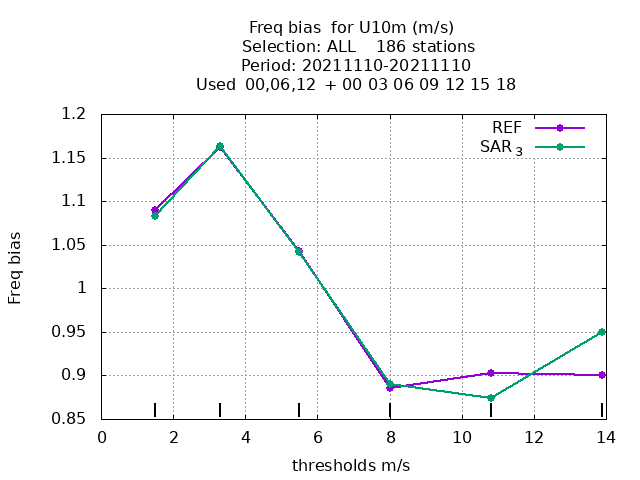 Freq bias  for U10m (m/s)
Selection: ALL    186 stations
Period: 20211110-20211110
Used  00,06,12  + 00 03 06 09 12 15 18
REF
SAR 3
1.2
1.15
1.1
1.05
1
0.95
0.9
0.85
Freq bias
0 2 4 6 8 10 12 14
thresholds m/s